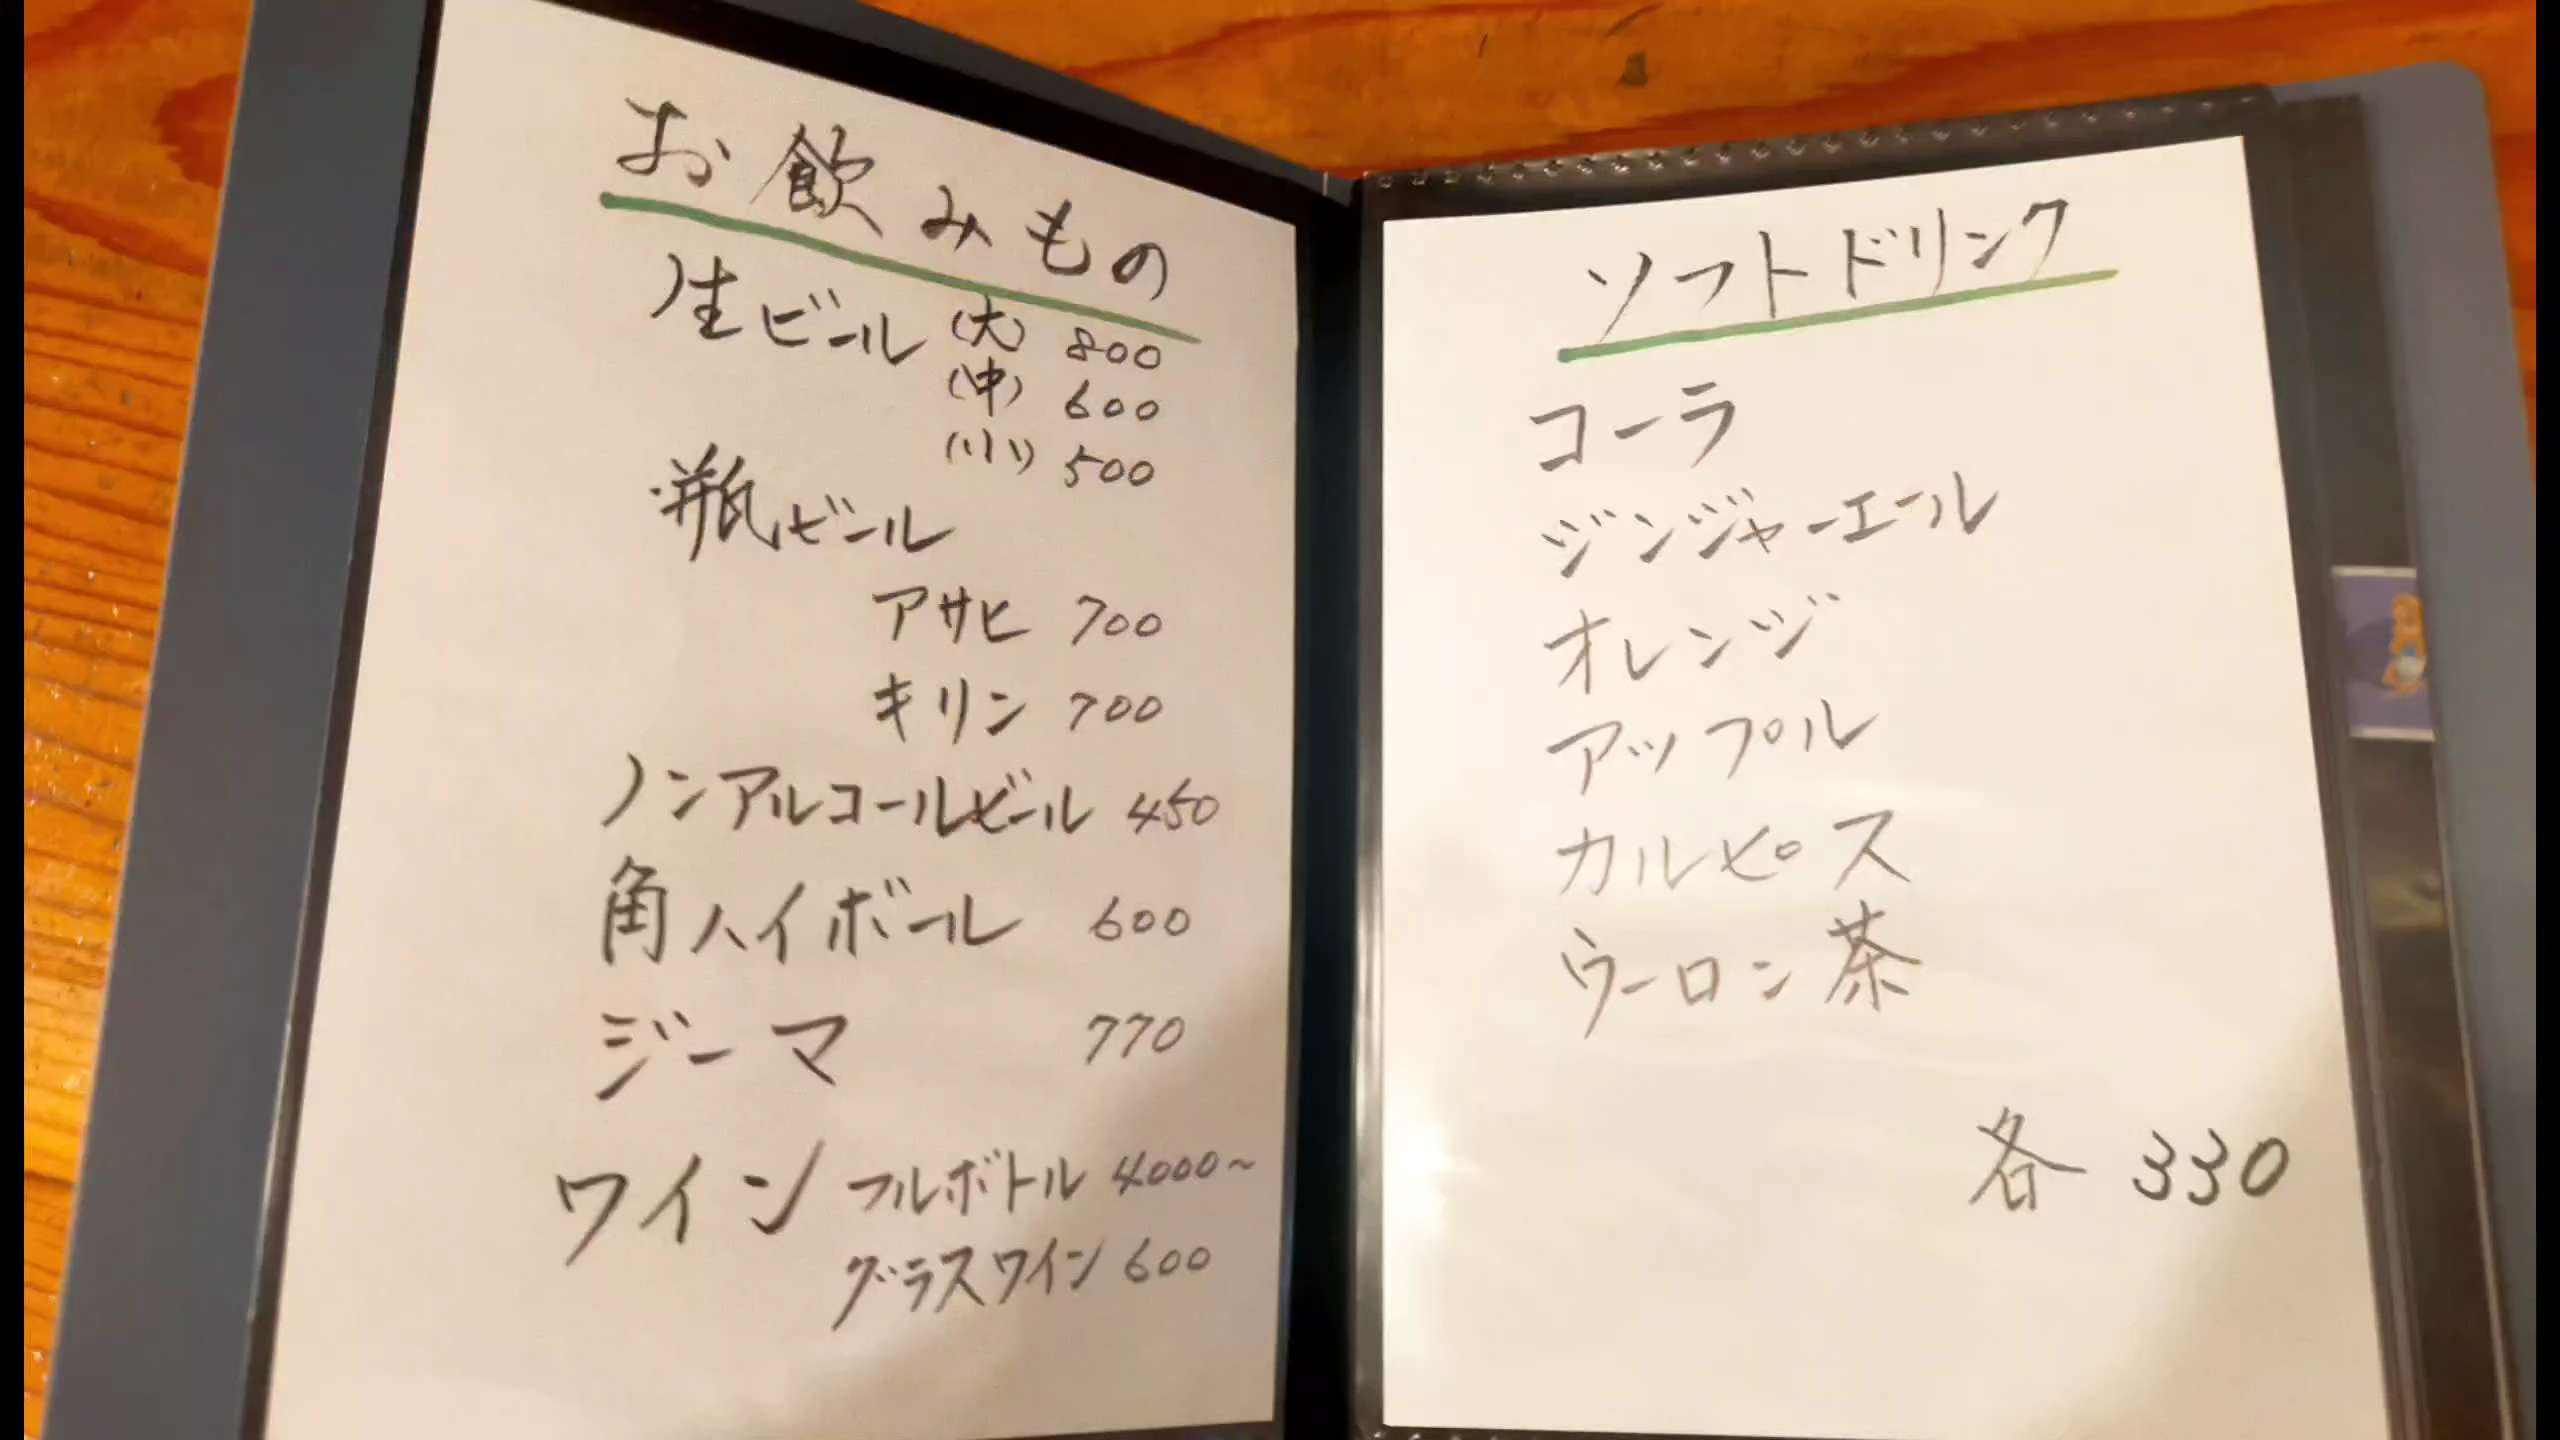 お飲みもの
生ビール (大) 800
(中) 600
(小) 500
瓶ビール
アサヒ 700
キリン 700
ノンアルコールビール 450
角ハイボール 600
ジーマ 770
ワイン フルボトル 4000~
グラスワイン 600
ソフトドリンク
コーラ
ジンジャーエール
オレンジ
アップル
カルピス
ウーロン茶
各 330